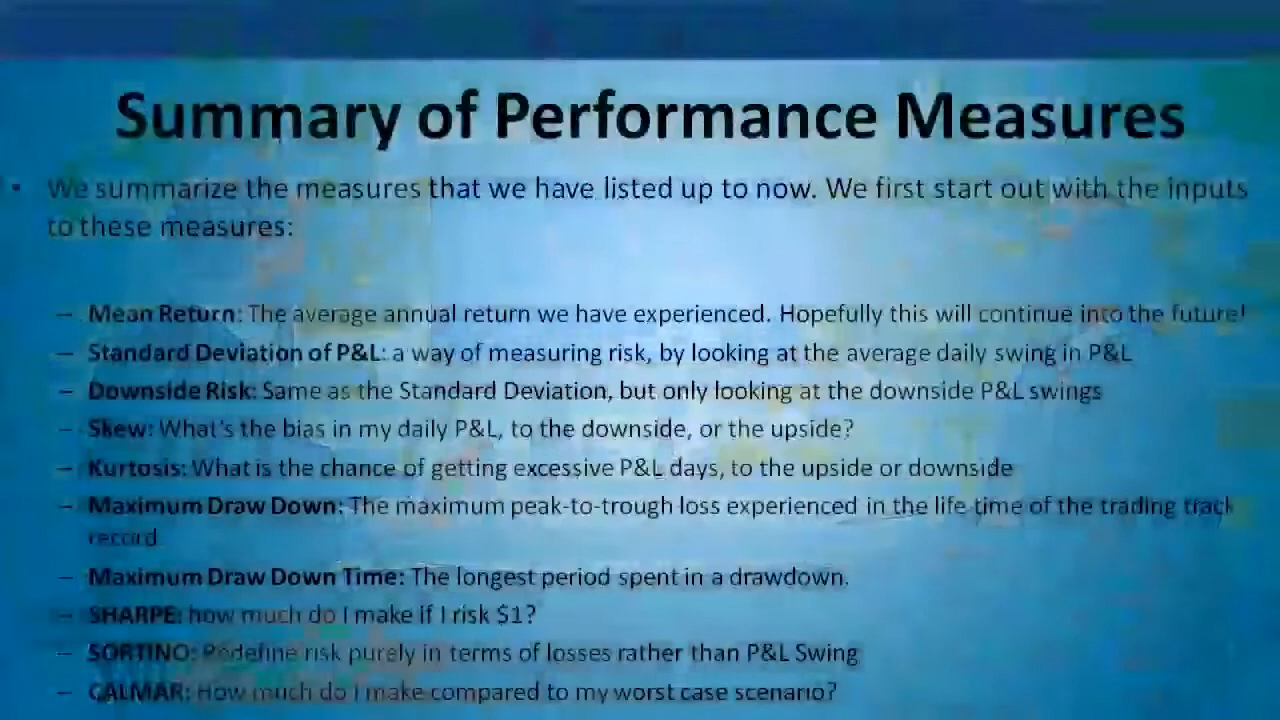 Summary of Performance Measures
• We summarize the measures that we have listed up to now. We first start out with the inputs
to these measures:
– Mean Return: The average annual return we have experienced. Hopefully this will continue into the future!
– Standard Deviation of P&L: a way of measuring risk, by looking at the average daily swing in P&L
– Downside Risk: Same as the Standard Deviation, but only looking at the downside P&L swings
– Skew: What's the bias in my daily P&L, to the downside, or the upside?
– Kurtosis: What is the chance of getting excessive P&L days, to the upside or downside
– Maximum Draw Down: The maximum peak-to-trough loss experienced in the life time of the trading track
record
– Maximum Draw Down Time: The longest period spent in a drawdown.
– SHARPE: how much do I make if I risk $1?
– SORTINO: Redefine risk purely in terms of losses rather than P&L Swing
– CALMAR: How much do I make compared to my worst case scenario?